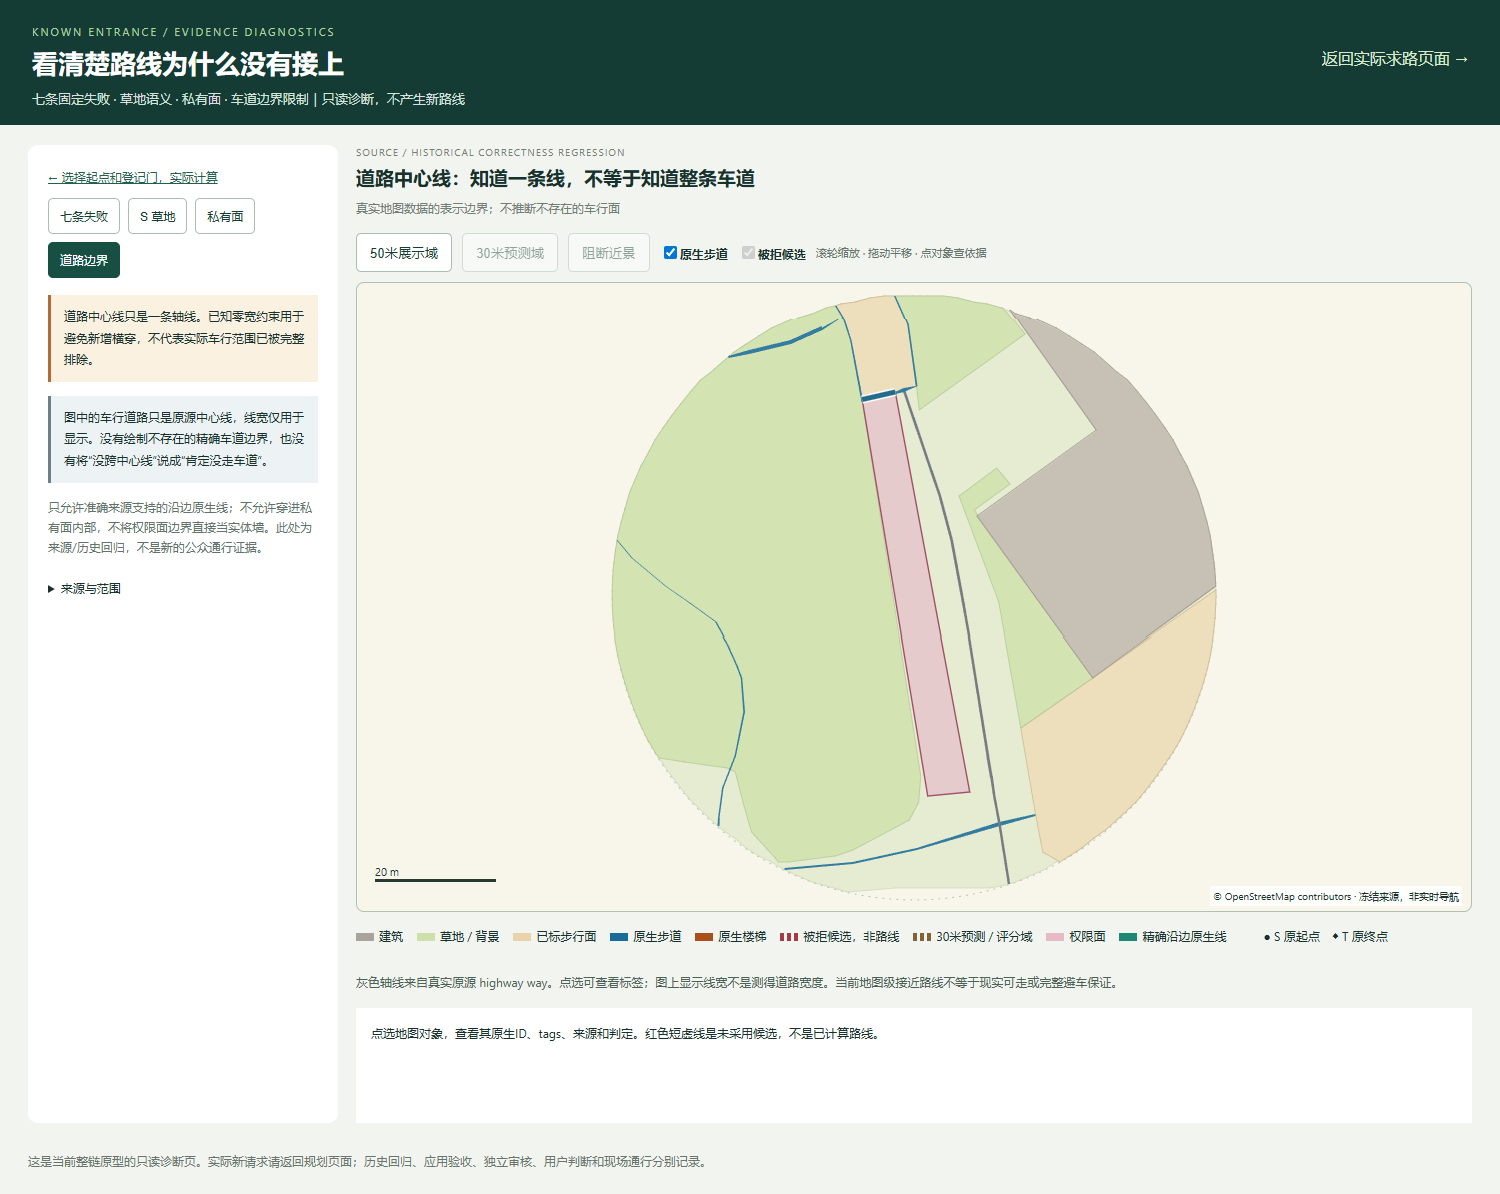 KNOWN ENTRANCE / EVIDENCE DIAGNOSTICS
看清楚路线为什么没有接上
七条固定失败 · 草地语义 · 私有面 · 车道边界限制 | 只读诊断，不产生新路线
返回实际求路页面 →
← 选择起点和登记门，实际计算
七条失败
S 草地
私有面
道路边界
道路中心线只是一条轴线。已知零宽约束用于
避免新增横穿，不代表实际车行范围已被完整
排除。
图中的车行道路只是原源中心线，线宽仅用于
显示。没有绘制不存在的精确车道边界，也没
有将“没跨中心线”说成“肯定没走车道”。
只允许准确来源支持的沿边原生线；不允许穿进私
有面内部，不将权限面边界直接当实体墙。此处为
来源/历史回归，不是新的公众通行证据。
▶ 来源与范围
SOURCE / HISTORICAL CORRECTNESS REGRESSION
道路中心线：知道一条线，不等于知道整条车道
真实地图数据的表示边界；不推断不存在的车行面
50米展示域
30米预测域
阻断近景
原生步道
被拒候选
滚轮缩放 · 拖动平移 · 点对象查依据
20 m
© OpenStreetMap contributors · 冻结来源，非实时导航
建筑
草地 / 背景
已标步行面
原生步道
原生楼梯
被拒候选，非路线
30米预测 / 评分域
权限面
精确沿边原生线
● S 原起点
◆ T 原终点
灰色轴线来自真实原源 highway way。点选可查看标签；图上显示线宽不是测得道路宽度。当前地图级接近路线不等于现实可走或完整避车保证。
点选地图对象，查看其原生ID、tags、来源和判定。红色短虚线是未采用候选，不是已计算路线。
这是当前整链原型的只读诊断页。实际新请求请返回规划页面；历史回归、应用验收、独立审核、用户判断和现场通行分别记录。